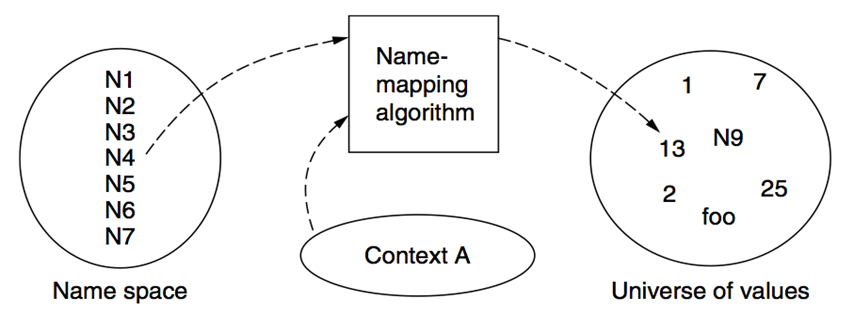 N1
N2
N3
N4
N5
N6
N7
Name space
Name-
mapping
algorithm
Context A
1
7
13
N9
2
25
foo
Universe of values